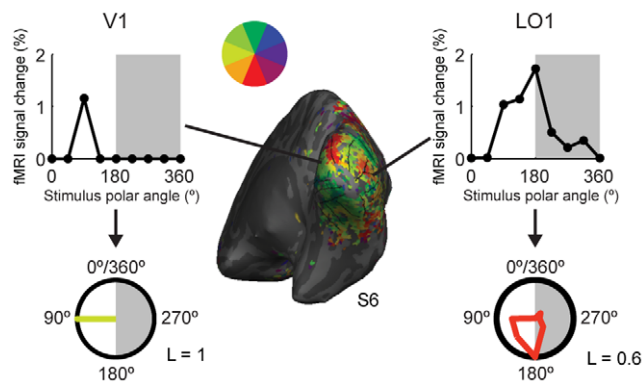 V1
LO1
fMRI signal change (%)
2
1
0
0
180
360
Stimulus polar angle (º)
fMRI signal change (%)
2
1
0
0
180
360
Stimulus polar angle (º)
S6
0º/360º
90º
270º
180º
L = 1
0º/360º
90º
270º
180º
L = 0.6